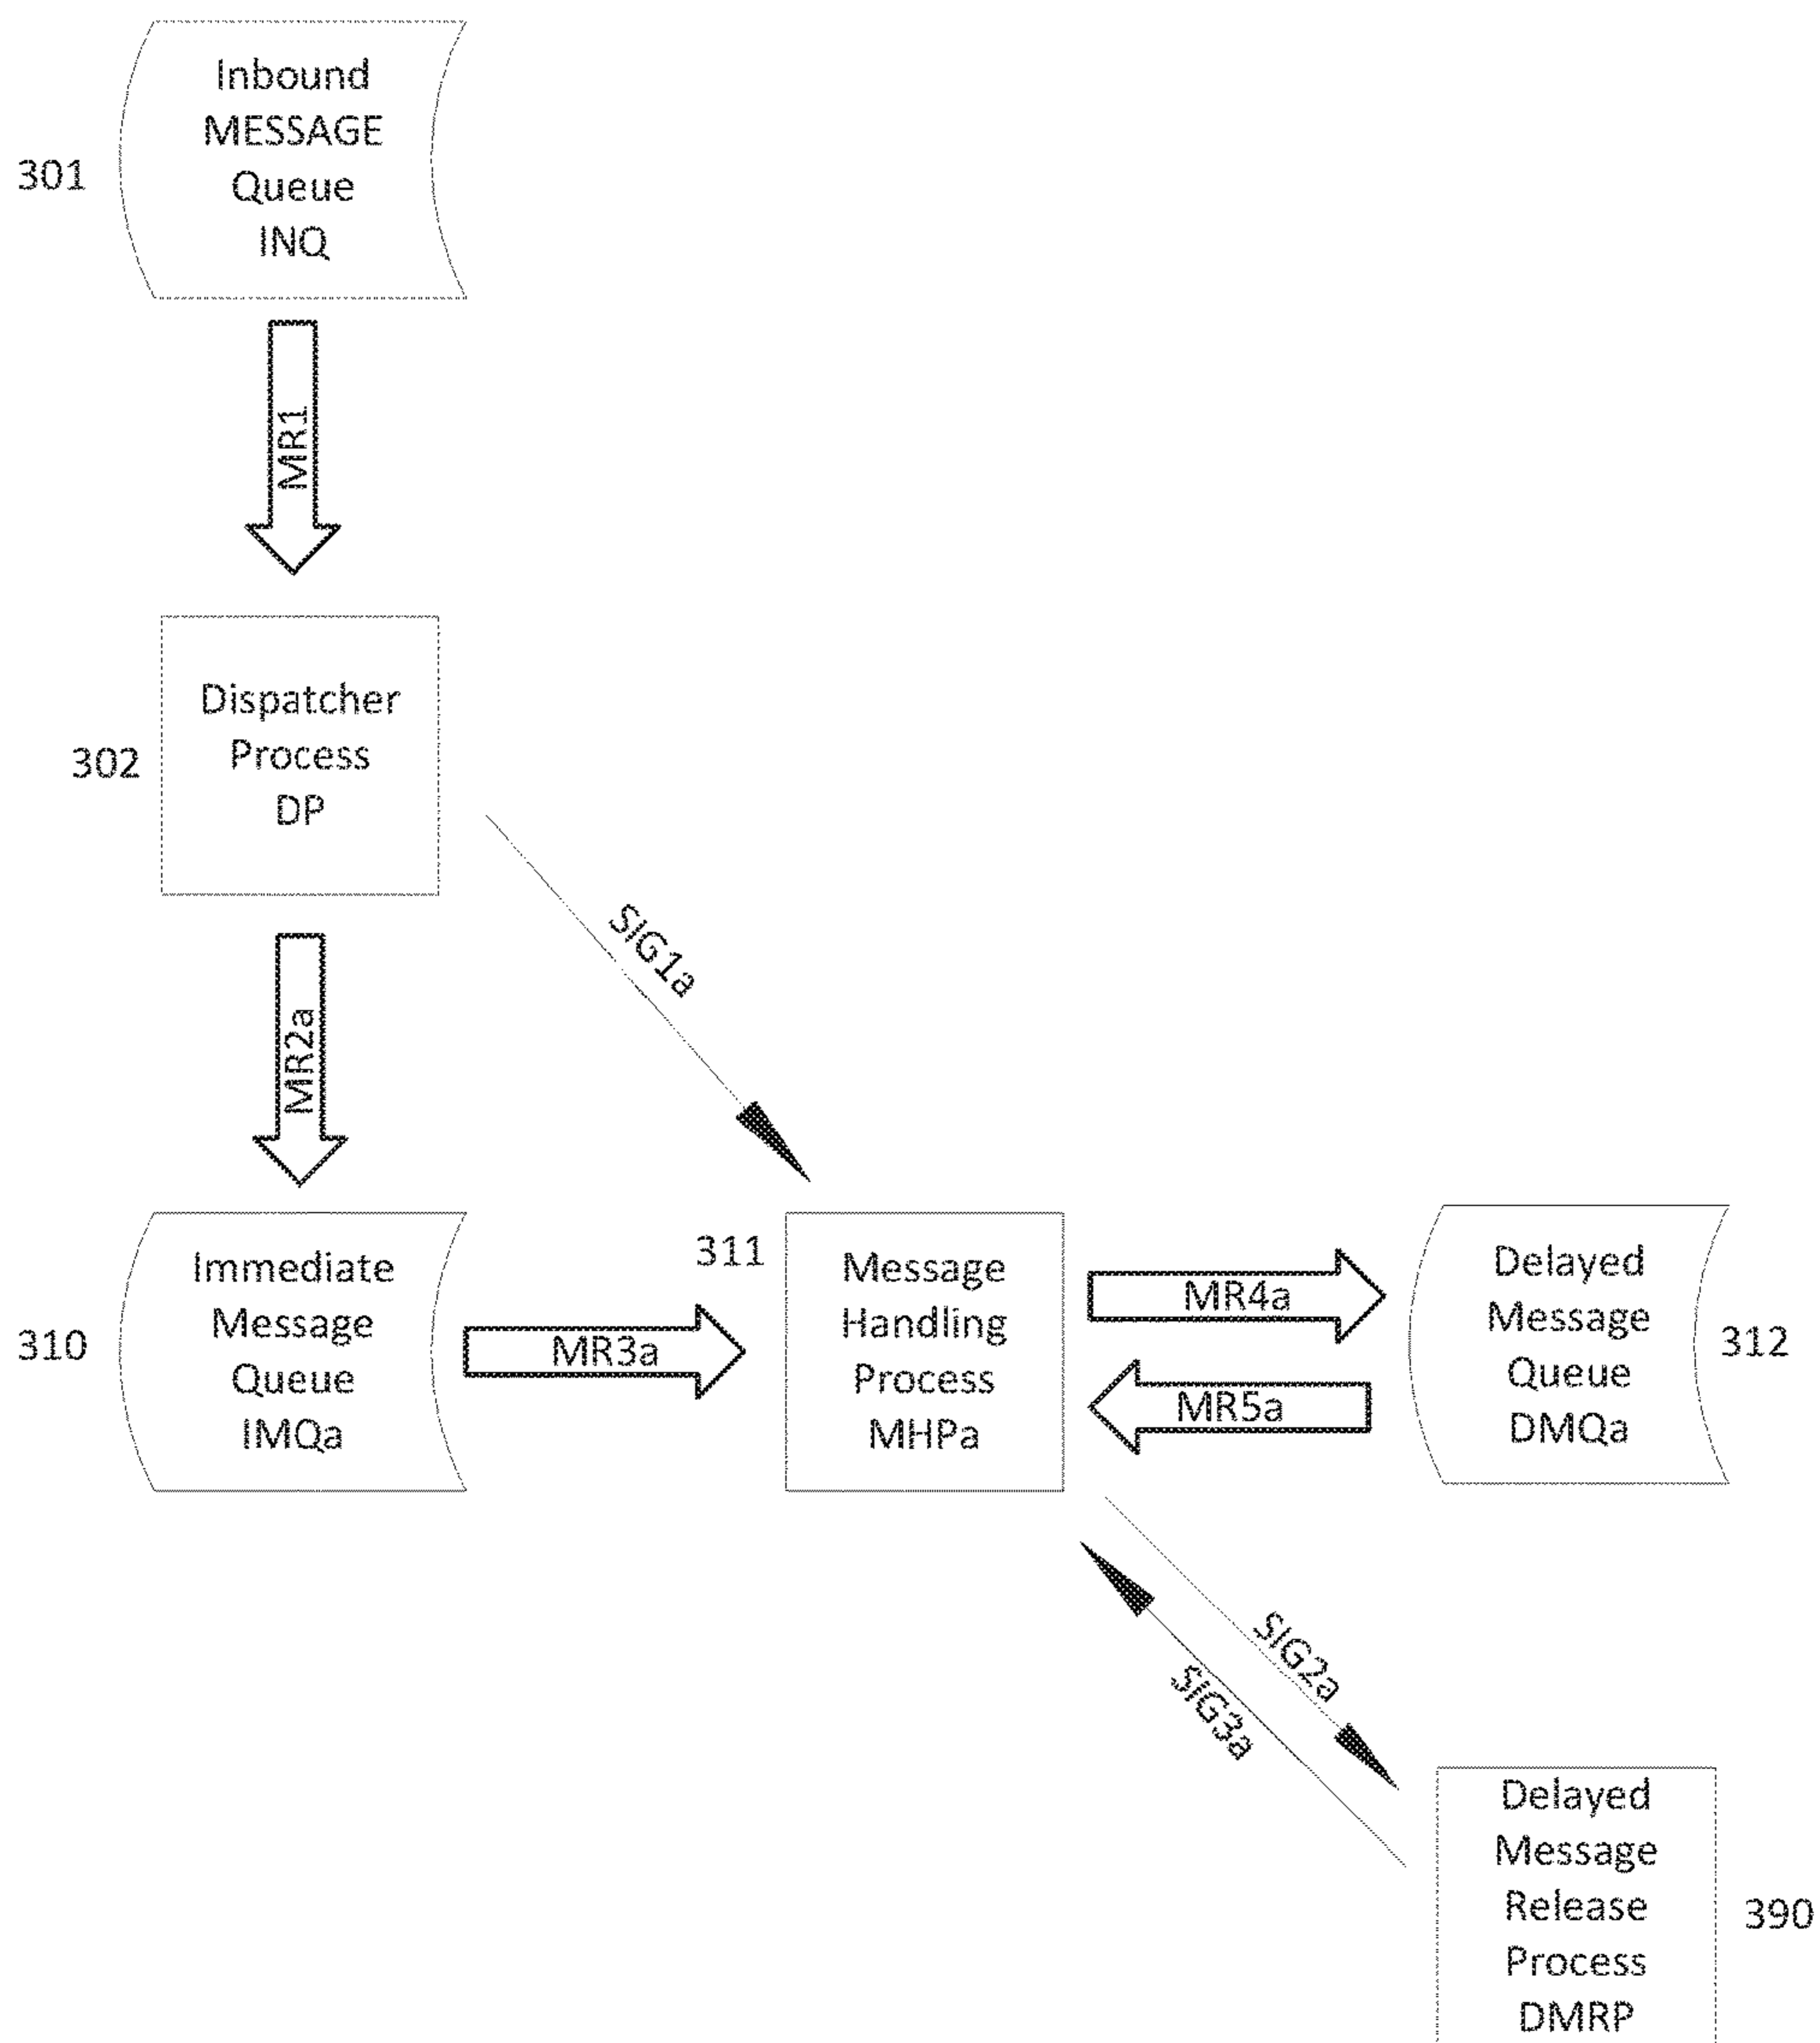 Inbound
MESSAGE
Queue
INQ
301
MR1
Dispatcher
Process
DP
302
SIG1a
MR2a
Immediate
Message
Queue
IMQa
310
MR3a
311
Message
Handling
Process
MHPa
MR4a
MR5a
Delayed
Message
Queue
DMQa
312
SIG2a
SIG3a
Delayed
Message
Release
Process
DMRP
390